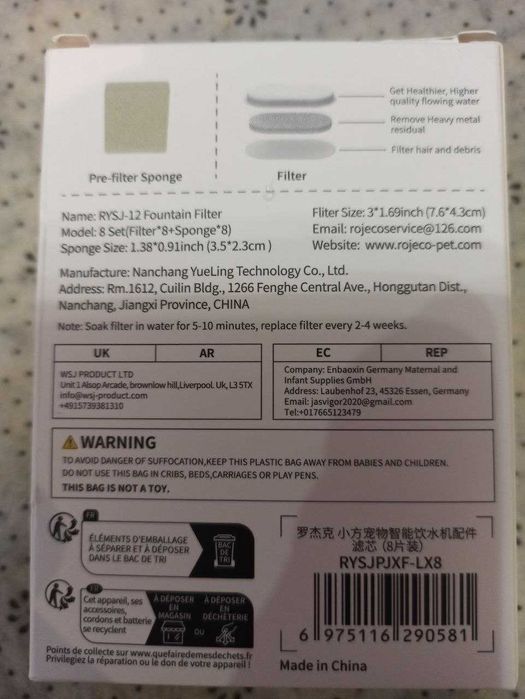 Get Healthier, Higher
quality flowing water
Remove Heavy metal
residual
Filter hair and debris
Pre-filter Sponge
Filter
Name: RYSJ-12 Fountain Filter
Model: 8 Set(Filter*8+Sponge*8)
Sponge Size: 1.38*0.91inch (3.5*2.3cm )
Fliter Size: 3*1.69inch (7.6*4.3cm)
Email: rojecoservice@126.com
Website: www.rojeco-pet.com
Manufacture: Nanchang YueLing Technology Co., Ltd.
Address: Rm.1612, Cuilin Bldg., 1266 Fenghe Central Ave., Honggutan Dist.,
Nanchang, Jiangxi Province, CHINA
Note: Soak filter in water for 5-10 minutes, replace filter every 2-4 weeks.
UK AR
WSJ PRODUCT LTD
Unit 1 Alsop Arcade, brownlow hill,Liverpool. Uk, L3 5TX
info@wsj-product.com
+4915739381310
EC REP
Company: Enbaoxin Germany Maternal and
Infant Supplies GmbH
Address: Laubenhof 23, 45326 Essen, Germany
Email: jasvigor2020@gmail.com
Tel:+017665123479
WARNING
TO AVOID DANGER OF SUFFOCATION,KEEP THIS PLASTIC BAG AWAY FROM BABIES AND CHILDREN.
DO NOT USE THIS BAG IN CRIBS, BEDS,CARRIAGES OR PLAY PENS.
THIS BAG IS NOT A TOY.
FR
ÉLÉMENTS D'EMBALLAGE
À SÉPARER ET À DÉPOSER
DANS LE BAC DE TRI
BAC
DE
TRI
FR
Cet appareil, ses
accessoires,
cordons et batterie
se recyclent
À DÉPOSER
EN
MAGASIN
OU
À DÉPOSER
EN
DÉCHÈTERIE
Points de collecte sur www.quefairedemesdechets.fr
Privilegiez la réparation ou le don de votre appareil !
罗杰克 小方宠物智能饮水机配件
滤芯 (8片装)
RYSJPJXF-LX8
6 975116 290581
Made in China